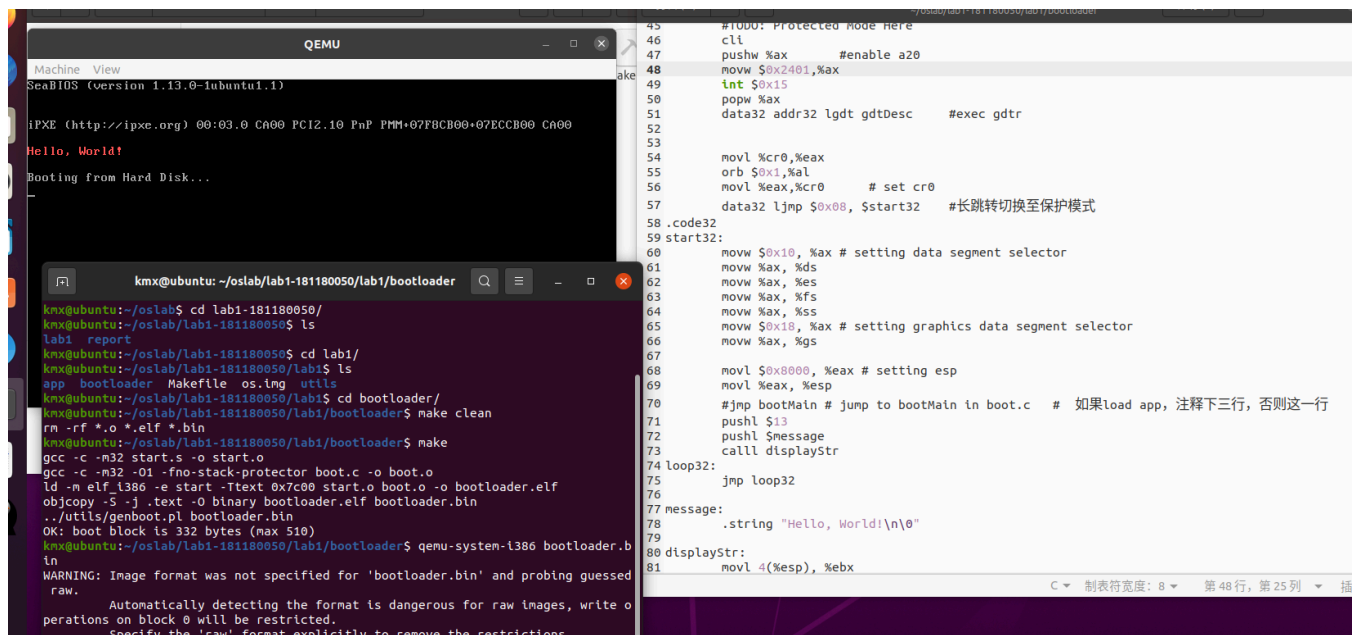 QEMU
Machine View
SeaBIOS (version 1.13.0-1ubuntu1.1)
iPXE (http://ipxe.org) 00:03.0 CA00 PCI2.10 PnP PMM+07F8CB00+07ECCB00 CA00
Hello, World!
Booting from Hard Disk...
ake
kmx@ubuntu: ~/oslab/lab1-181180050/lab1/bootloader
kmx@ubuntu:~/oslab$ cd lab1-181180050/
kmx@ubuntu:~/oslab/lab1-181180050$ ls
lab1 report
kmx@ubuntu:~/oslab/lab1-181180050$ cd lab1/
kmx@ubuntu:~/oslab/lab1-181180050/lab1$ ls
app bootloader Makefile os.img utils
kmx@ubuntu:~/oslab/lab1-181180050/lab1$ cd bootloader/
kmx@ubuntu:~/oslab/lab1-181180050/lab1/bootloader$ make clean
rm -rf *.o *.elf *.bin
kmx@ubuntu:~/oslab/lab1-181180050/lab1/bootloader$ make
gcc -c -m32 start.s -o start.o
gcc -c -m32 -O1 -fno-stack-protector boot.c -o boot.o
ld -m elf_i386 -e start -Ttext 0x7c00 start.o boot.o -o bootloader.elf
objcopy -S -j .text -O binary bootloader.elf bootloader.bin
../utils/genboot.pl bootloader.bin
OK: boot block is 332 bytes (max 510)
kmx@ubuntu:~/oslab/lab1-181180050/lab1/bootloader$ qemu-system-i386 bootloader.b
in
WARNING: Image format was not specified for 'bootloader.bin' and probing guessed
raw.
Automatically detecting the format is dangerous for raw images, write o
perations on block 0 will be restricted.
Specify the 'raw' format explicitly to remove the restrictions.
~/oslab/lab1-181180050/lab1/bootloader
45 #TODO: Protected Mode Here
46 cli
47 pushw %ax #enable a20
48 movw $0x2401,%ax
49 int $0x15
50 popw %ax
51 data32 addr32 lgdt gdtDesc #exec gdtr
52
53
54 movl %cr0,%eax
55 orb $0x1,%al
56 movl %eax,%cr0 # set cr0
57 data32 ljmp $0x08, $start32 #长跳转切换至保护模式
58 .code32
59 start32:
60 movw $0x10, %ax # setting data segment selector
61 movw %ax, %ds
62 movw %ax, %es
63 movw %ax, %fs
64 movw %ax, %ss
65 movw $0x18, %ax # setting graphics data segment selector
66 movw %ax, %gs
67
68 movl $0x8000, %eax # setting esp
69 movl %eax, %esp
70 #jmp bootMain # jump to bootMain in boot.c # 如果load app，注释下三行，否则这一行
71 pushl $13
72 pushl $message
73 calll displayStr
74 loop32:
75 jmp loop32
76
77 message:
78 .string "Hello, World!\n\0"
79
80 displayStr:
81 movl 4(%esp), %ebx
C 制表符宽度：8 第 48 行，第 25 列 插